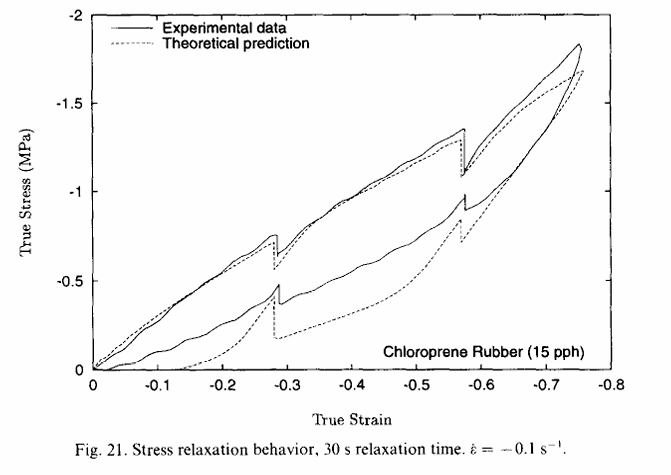 -2
Experimental data
Theoretical prediction
-1.5
True Stress (MPa)
-1
-0.5
Chloroprene Rubber (15 pph)
0
0 -0.1 -0.2 -0.3 -0.4 -0.5 -0.6 -0.7 -0.8
True Strain
Fig. 21. Stress relaxation behavior, 30 s relaxation time. ε̇ = −0.1 s⁻¹.